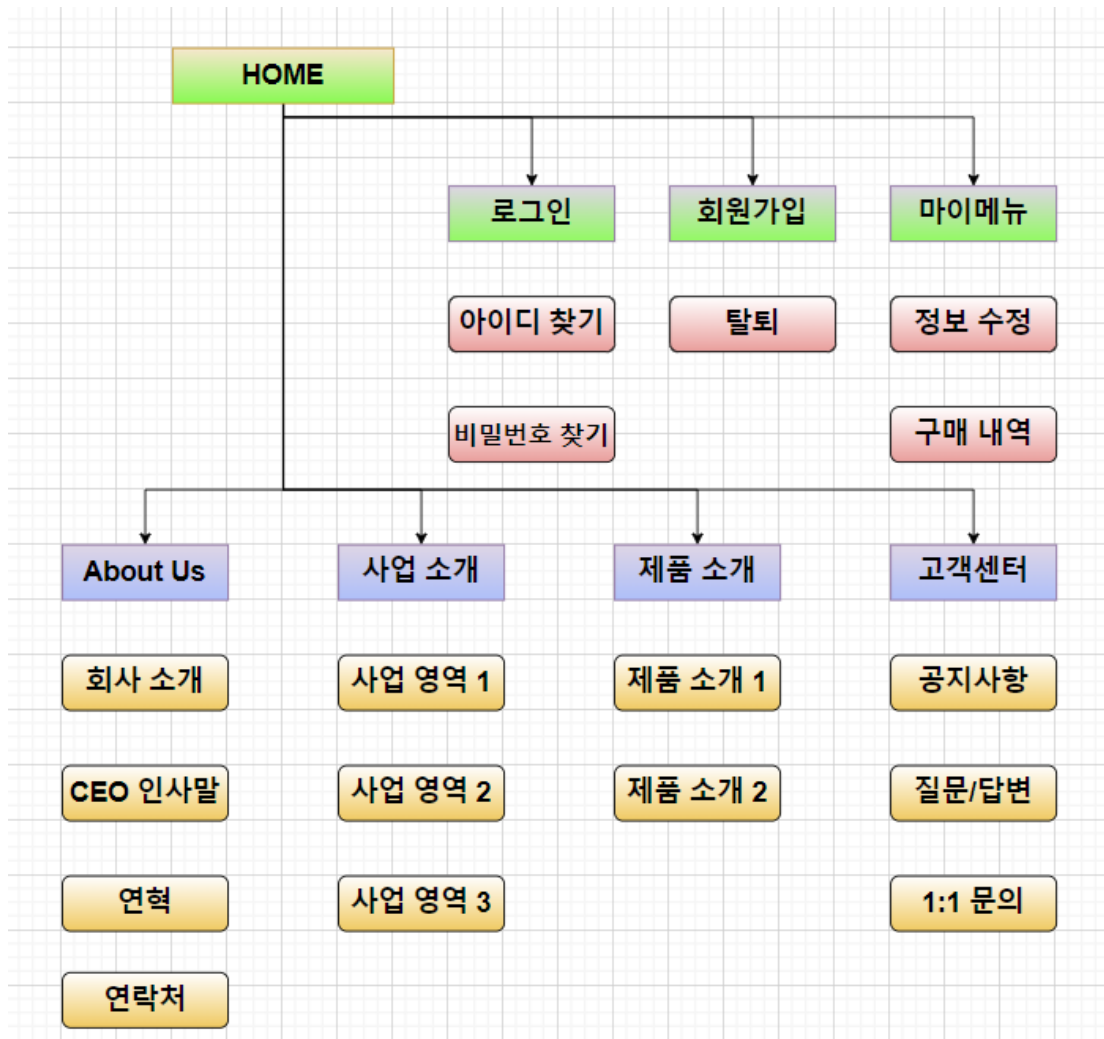 HOME
로그인
회원가입
마이메뉴
아이디 찾기
탈퇴
정보 수정
비밀번호 찾기
구매 내역
About Us
사업 소개
제품 소개
고객센터
회사 소개
사업 영역 1
제품 소개 1
공지사항
CEO 인사말
사업 영역 2
제품 소개 2
질문/답변
연혁
사업 영역 3
1:1 문의
연락처